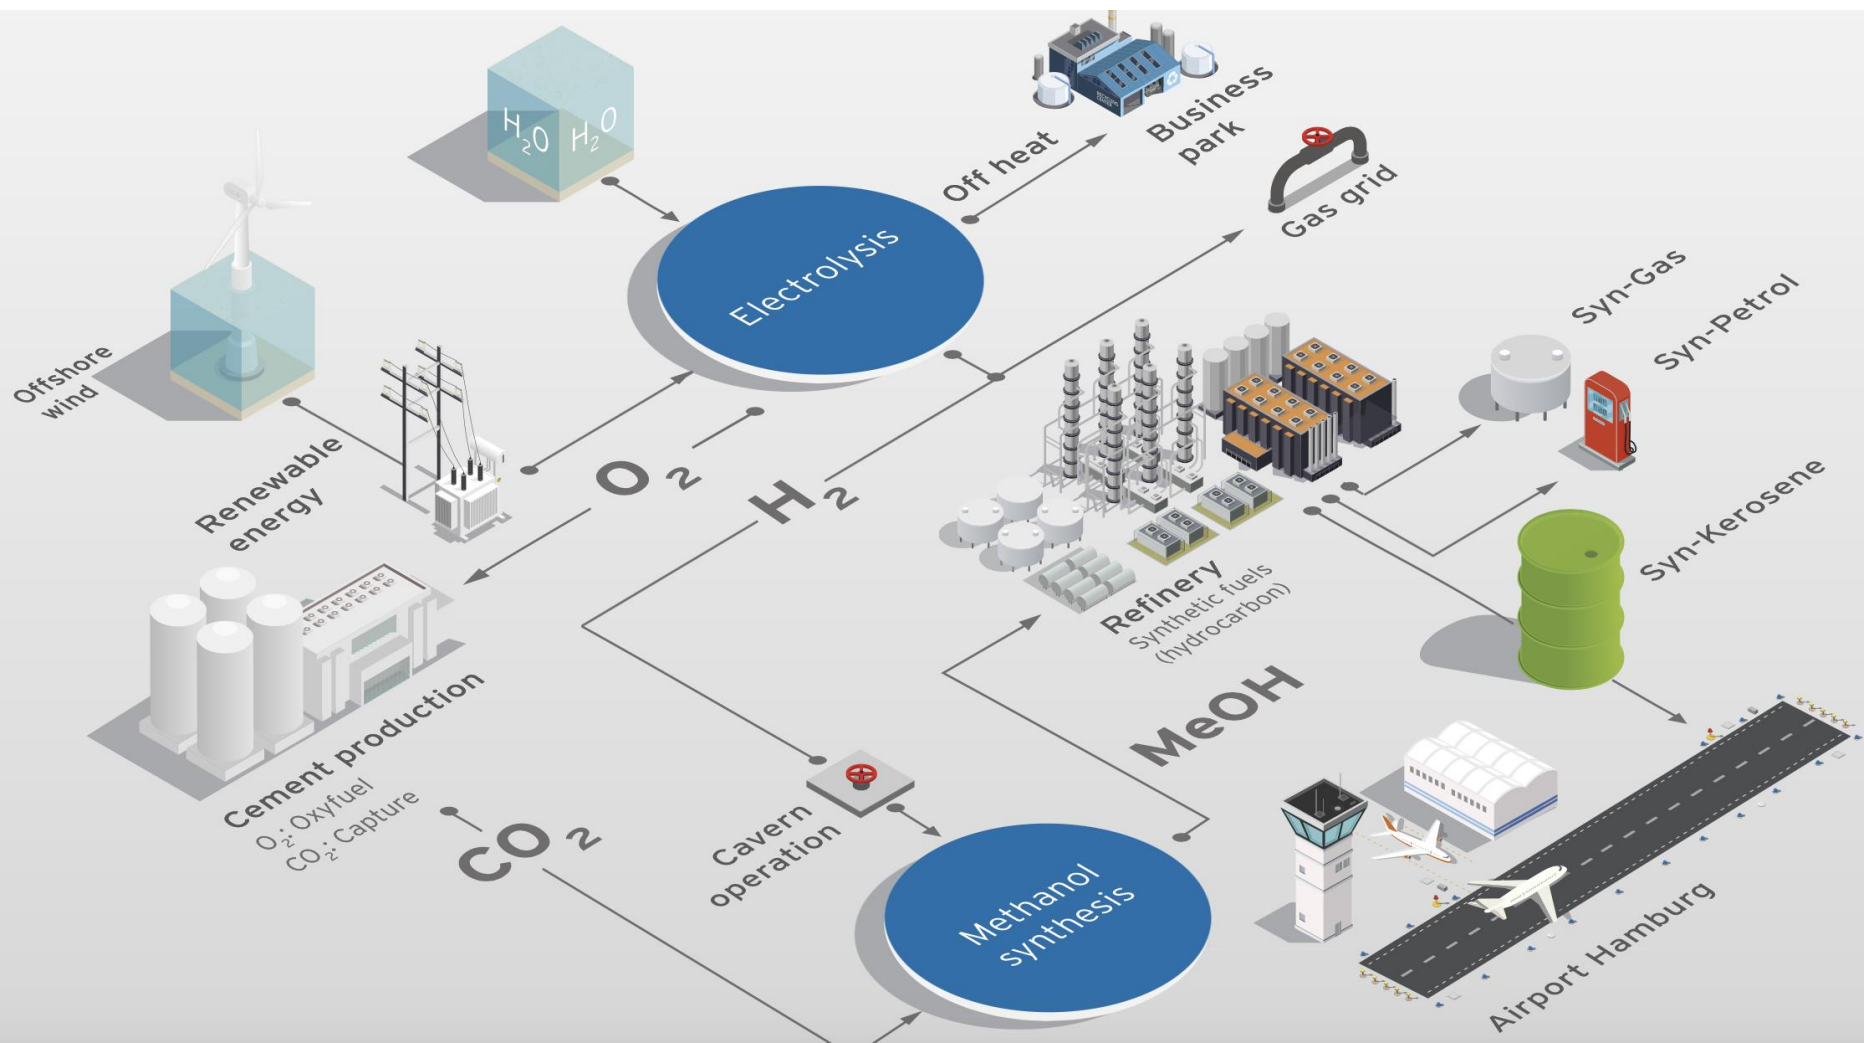 H2O H2O
RECYCLING
CENTER
Business
park
Off heat
Gas grid
Electrolysis
Offshore
wind
Renewable
energy
O2
H2
Syn-Gas
Syn-Petrol
Syn-Kerosene
Refinery
Synthetic fuels
(hydrocarbon)
MeOH
Cement production
O2: Oxyfuel
CO2: Capture
CO2
Cavern
operation
Methanol
synthesis
Airport Hamburg